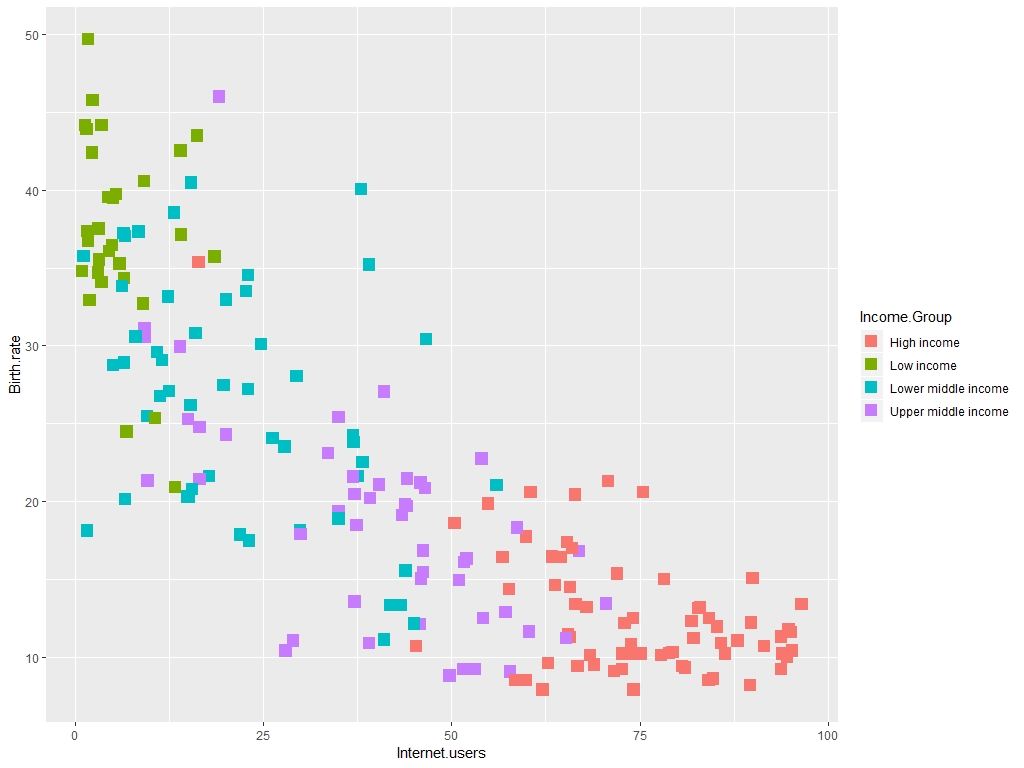 50
40
30
20
10
Birth.rate
0
25
50
75
100
Internet.users
Income.Group
High income
Low income
Lower middle income
Upper middle income